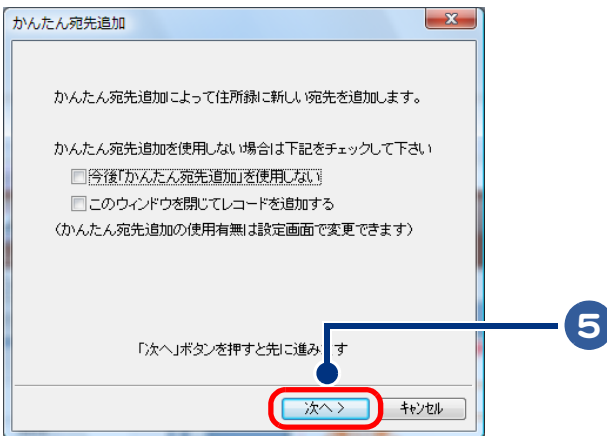 かんたん宛先追加
かんたん宛先追加によって住所録に新しい宛先を追加します。
かんたん宛先追加を使用しない場合は下記をチェックして下さい
今後「かんたん宛先追加」を使用しない
このウィンドウを閉じてレコードを追加する
(かんたん宛先追加の使用有無は設定画面で変更できます)
5
「次へ」ボタンを押すと先に進み す
次へ > キャンセル